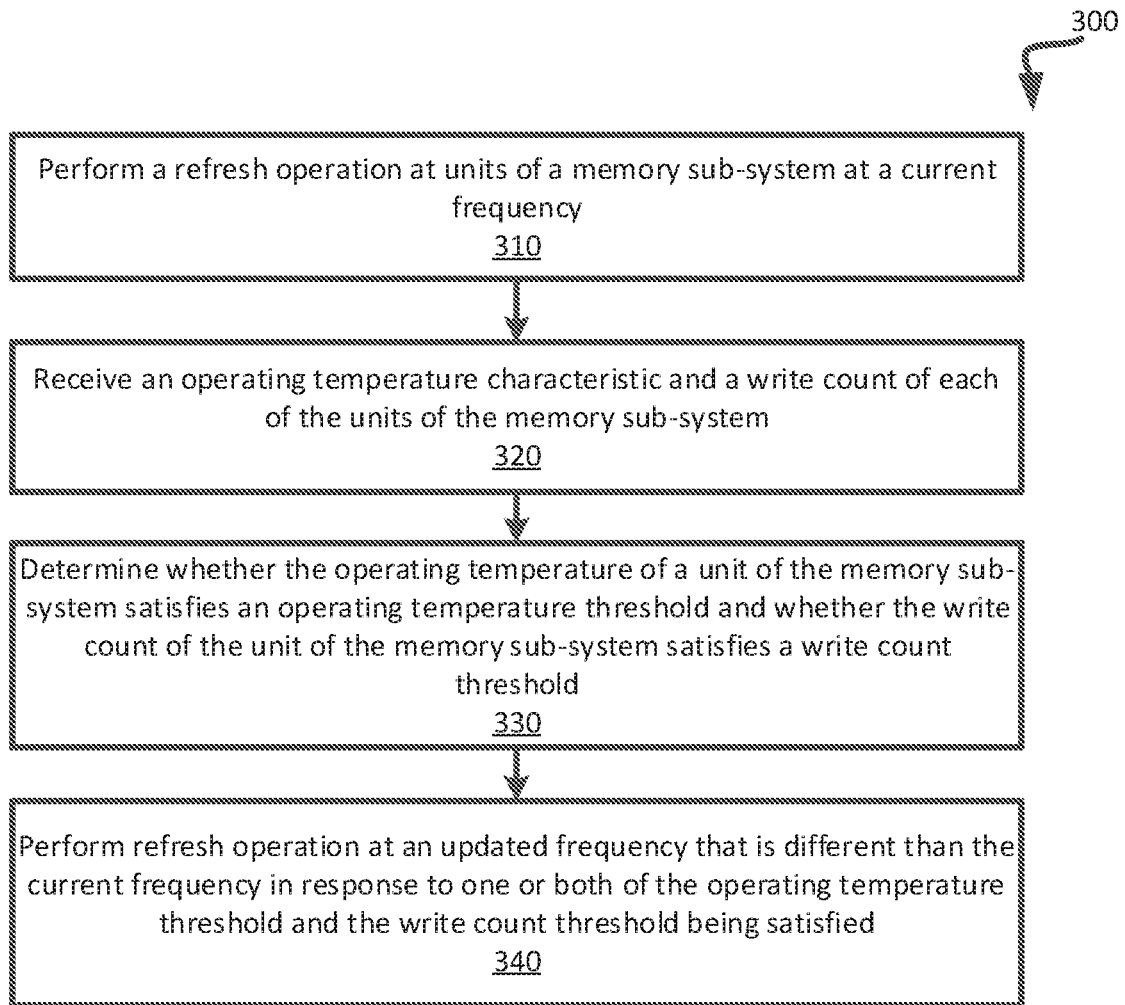 300
Perform a refresh operation at units of a memory sub-system at a current
frequency
310
Receive an operating temperature characteristic and a write count of each
of the units of the memory sub-system
320
Determine whether the operating temperature of a unit of the memory sub-
system satisfies an operating temperature threshold and whether the write
count of the unit of the memory sub-system satisfies a write count
threshold
330
Perform refresh operation at an updated frequency that is different than the
current frequency in response to one or both of the operating temperature
threshold and the write count threshold being satisfied
340